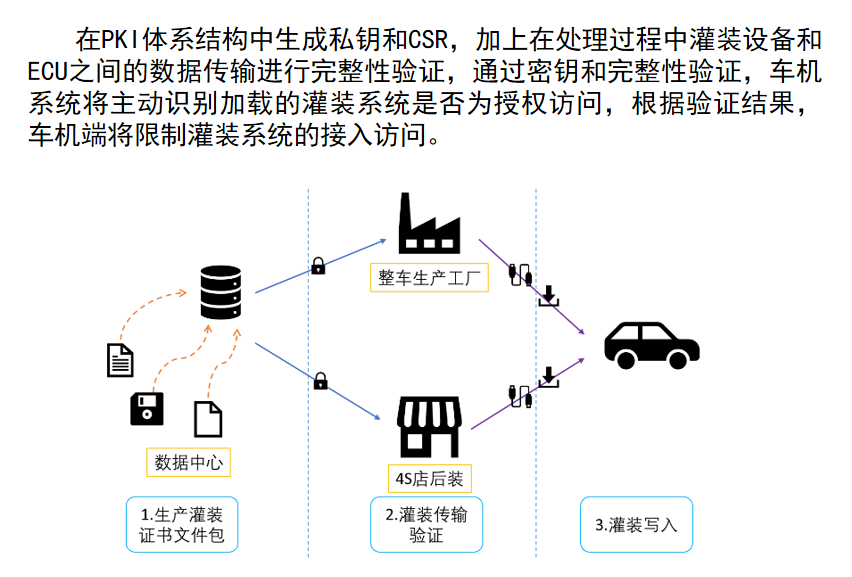 在PKI体系结构中生成私钥和CSR，加上在处理过程中灌装设备和
ECU之间的数据传输进行完整性验证，通过密钥和完整性验证，车机
系统将主动识别加载的灌装系统是否为授权访问，根据验证结果，
车机端将限制灌装系统的接入访问。
整车生产工厂
数据中心
4S店后装
1.生产灌装
证书文件包
2.灌装传输
验证
3.灌装写入